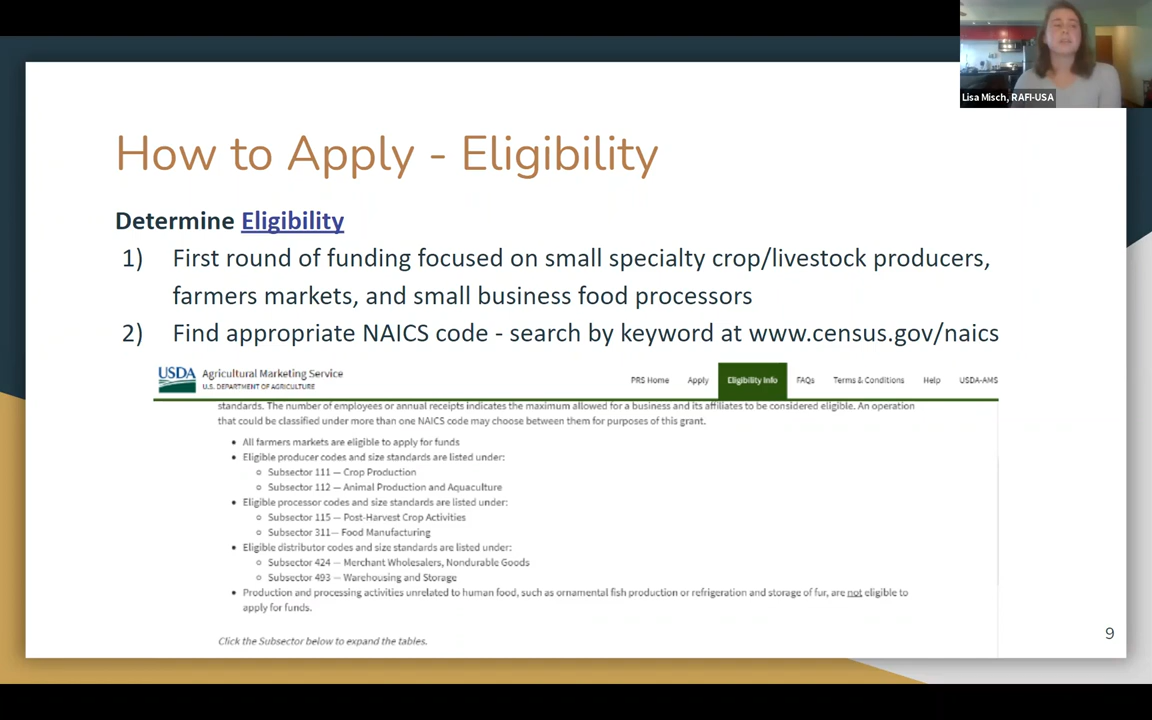 Lisa Misch, RAFI-USA
How to Apply - Eligibility
Determine Eligibility
1) First round of funding focused on small specialty crop/livestock producers,
farmers markets, and small business food processors
2) Find appropriate NAICS code - search by keyword at www.census.gov/naics
USDA Agricultural Marketing Service
U.S. DEPARTMENT OF AGRICULTURE
PRS Home Apply Eligibility Info FAQs Terms & Conditions Help USDA-AMS
standards. The number of employees or annual receipts indicates the maximum allowed for a business and its affiliates to be considered eligible. An operation
that could be classified under more than one NAICS code may choose between them for purposes of this grant.
• All farmers markets are eligible to apply for funds
• Eligible producer codes and size standards are listed under:
o Subsector 111 — Crop Production
o Subsector 112 — Animal Production and Aquaculture
• Eligible processor codes and size standards are listed under:
o Subsector 115 — Post-Harvest Crop Activities
o Subsector 311— Food Manufacturing
• Eligible distributor codes and size standards are listed under:
o Subsector 424 — Merchant Wholesalers, Nondurable Goods
o Subsector 493 — Warehousing and Storage
• Production and processing activities unrelated to human food, such as ornamental fish production or refrigeration and storage of fur, are not eligible to
apply for funds.
Click the Subsector below to expand the tables.
9